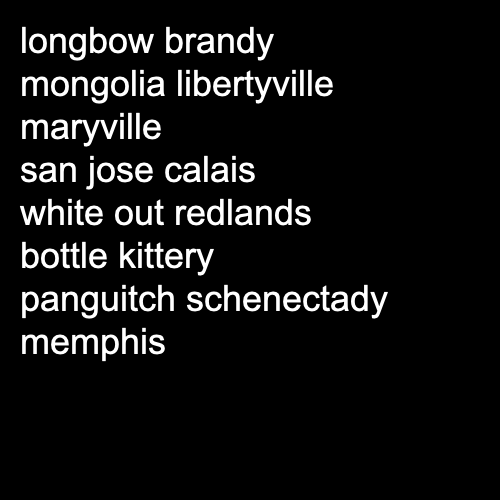 longbow brandy
mongolia libertyville
maryville
san jose calais
white out redlands
bottle kittery
panguitch schenectady
memphis